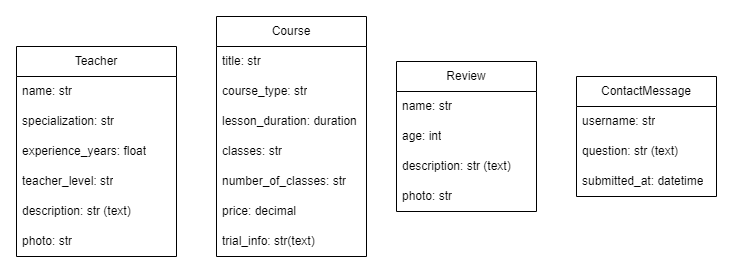 Teacher
name: str
specialization: str
experience_years: float
teacher_level: str
description: str (text)
photo: str
Course
title: str
course_type: str
lesson_duration: duration
classes: str
number_of_classes: str
price: decimal
trial_info: str(text)
Review
name: str
age: int
description: str (text)
photo: str
ContactMessage
username: str
question: str (text)
submitted_at: datetime